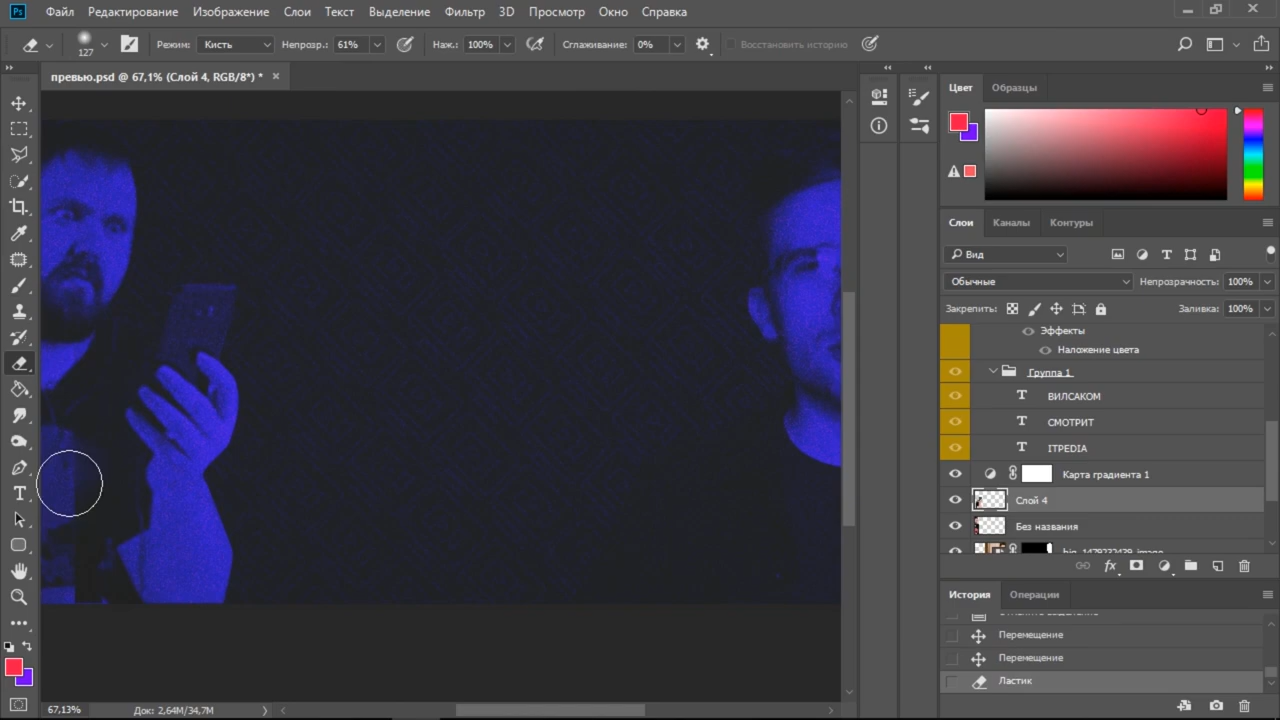 Ps Файл Редактирование Изображение Слои Текст Выделение Фильтр 3D Просмотр Окно Справка
127 Режим: Кисть Непрозр.: 61% Наж.: 100% Сглаживание: 0% Восстановить историю
превью.psd @ 67,1% (Слой 4, RGB/8*) *
Цвет Образцы
Слои Каналы Контуры
Вид
Обычные Непрозрачность: 100%
Закрепить: Заливка: 100%
Эффекты
Наложение цвета
Группа 1
ВИЛСАКОМ
СМОТРИТ
ITPEDIA
Карта градиента 1
Слой 4
Без названия
big_1479232439_image
История Операции
Перемещение
Перемещение
Ластик
67,13% Док: 2,64M/34,7M